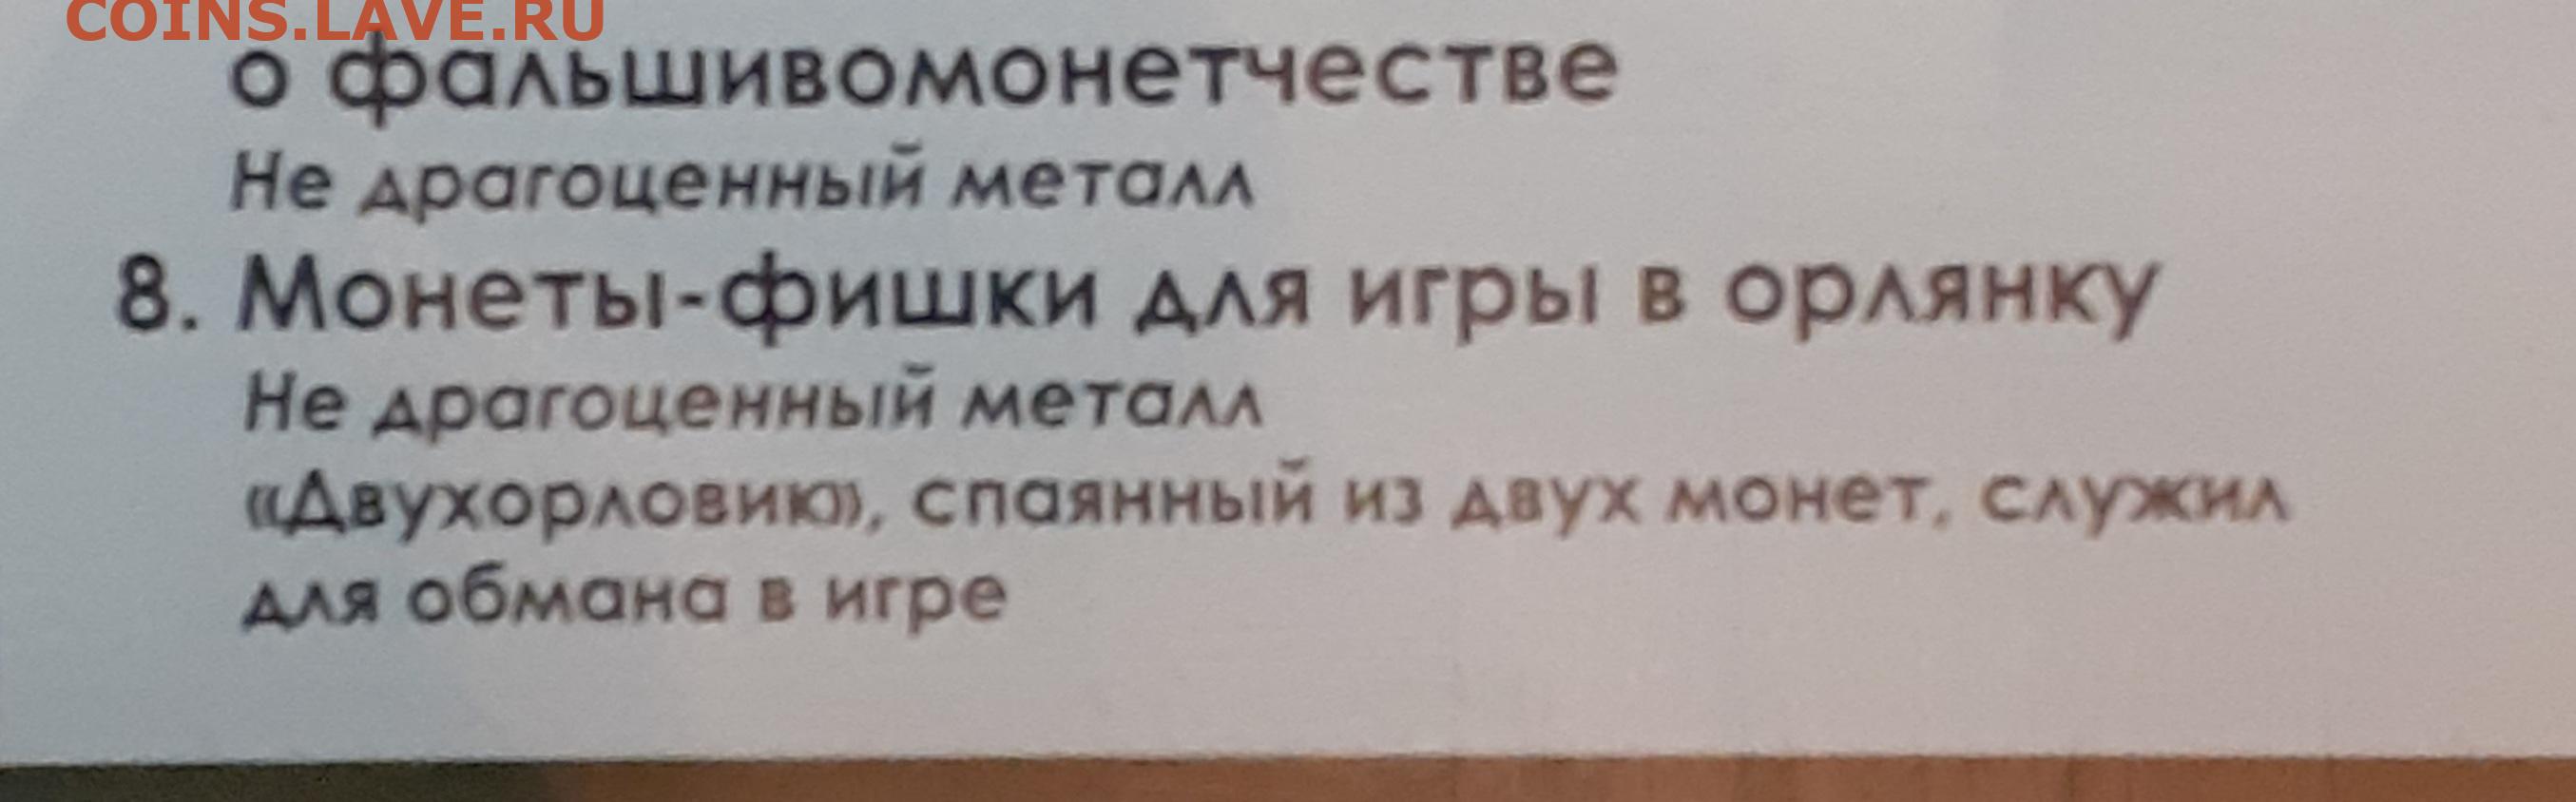 COINS.LAVE.RU
о фальшивомонетчестве
Не драгоценный металл
8. Монеты-фишки для игры в орлянку
Не драгоценный металл
«Двухорловик», спаянный из двух монет, служил
для обмана в игре